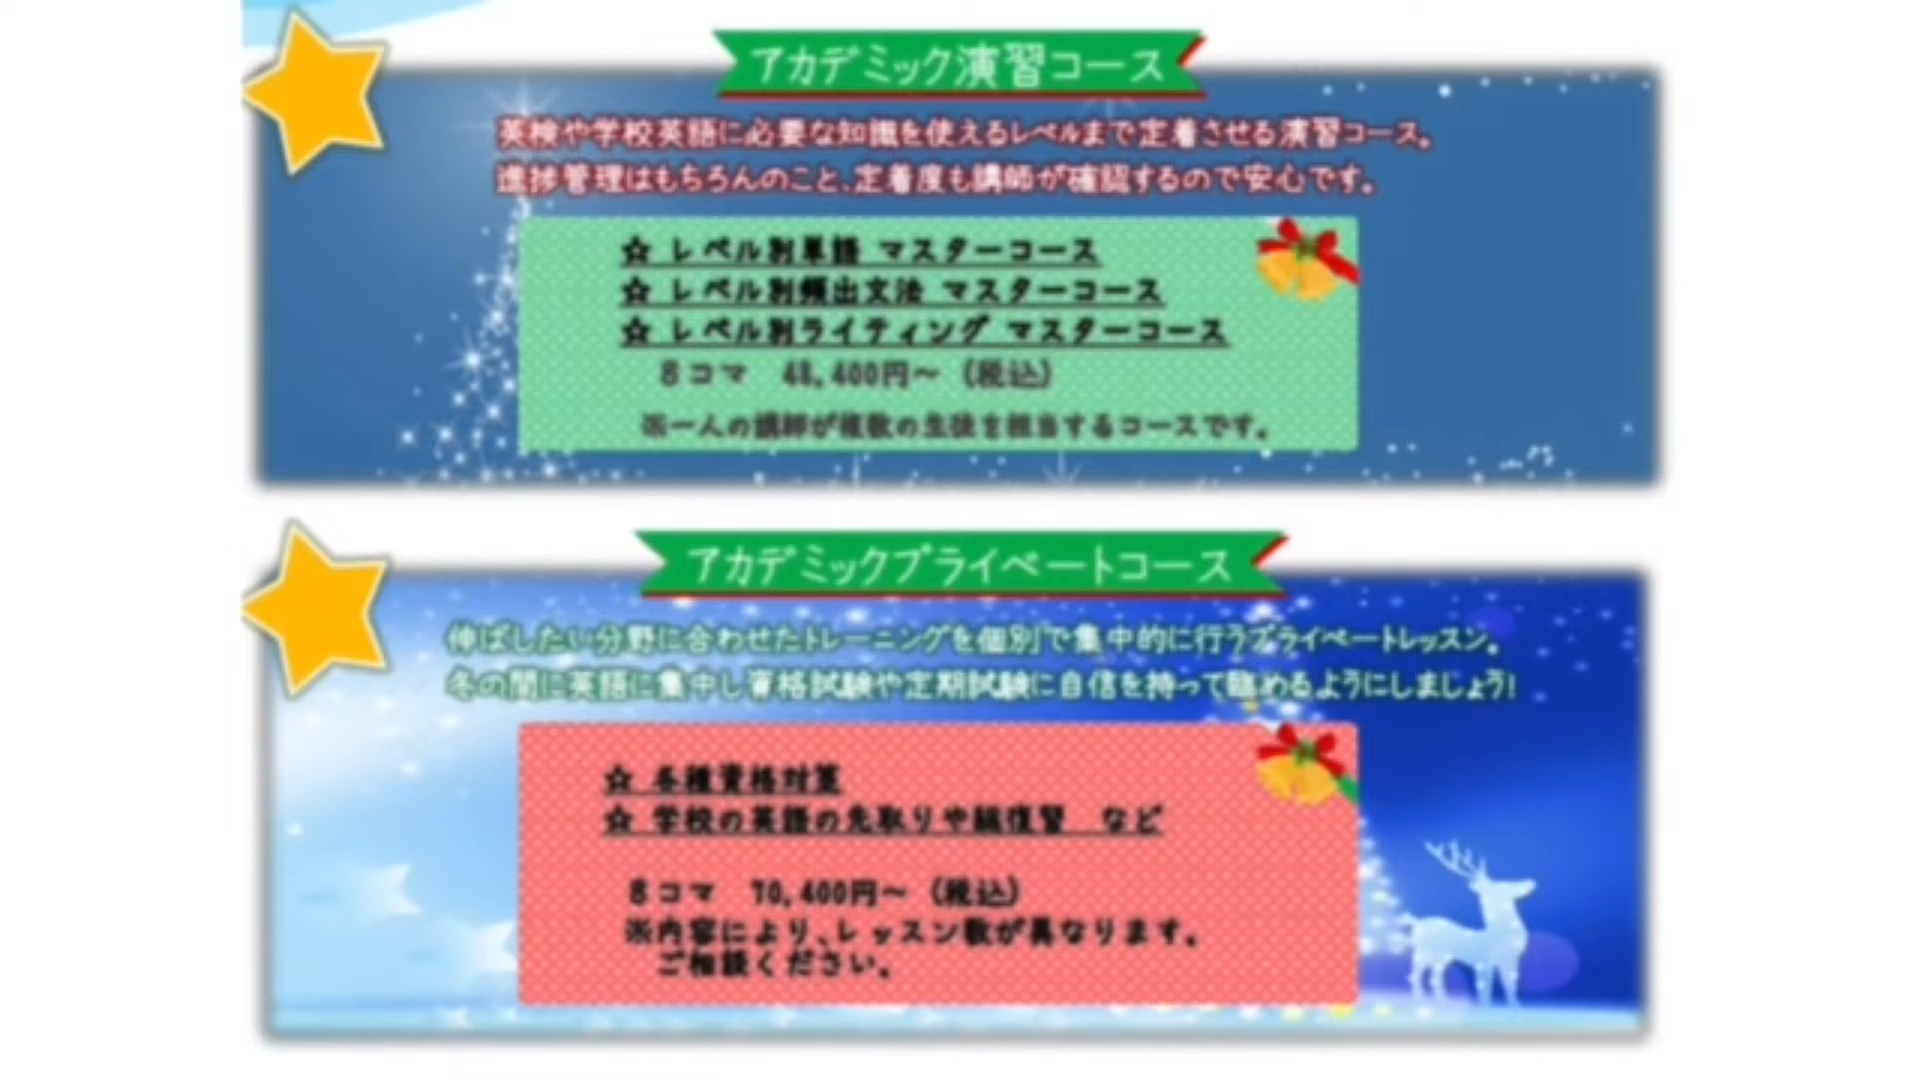 アカデミック演習コース
英検や学校英語に必要な知識を使えるレベルまで定着させる演習コース。
進捗管理はもちろんのこと、定着度も講師が確認するので安心です。
☆ レベル別単語 マスターコース
☆ レベル別頻出文法 マスターコース
☆ レベル別ライティング マスターコース
8コマ 48,400円～（税込）
※一人の講師が複数の生徒を担当するコースです。
アカデミックプライベートコース
伸ばしたい分野に合わせたトレーニングを個別で集中的に行うプライベートレッスン。
冬の間に英語に集中し資格試験や定期試験に自信を持って臨めるようにしましょう!
☆ 各種資格対策
☆ 学校の英語の先取りや総復習 など
8コマ 70,400円～（税込）
※内容により、レッスン数が異なります。
ご相談ください。